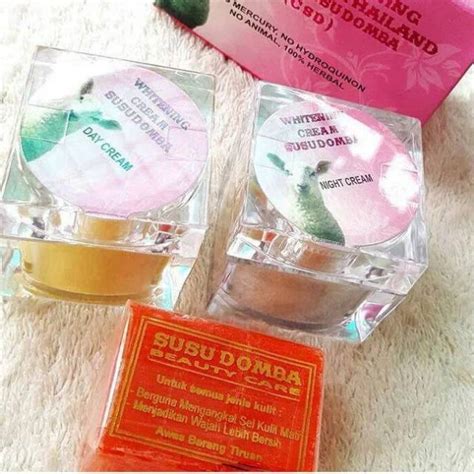 THAILAND
SUSUDOMBA
(CSD)
MERCURY, NO HYDROQUINON
NO ANIMAL, 100% HERBAL
WHITENING
CREAM
SUSUDOMBA
DAY CREAM
WHITENING
CREAM
SUSUDOMBA
NIGHT CREAM
SUSU DOMBA
BEAUTY CARE
Untuk semua jenis kulit :
Berguna Mengangkat Sel Kulit Mati
Menjadikan Wajah Lebih Bersih
Awas Barang Tiruan